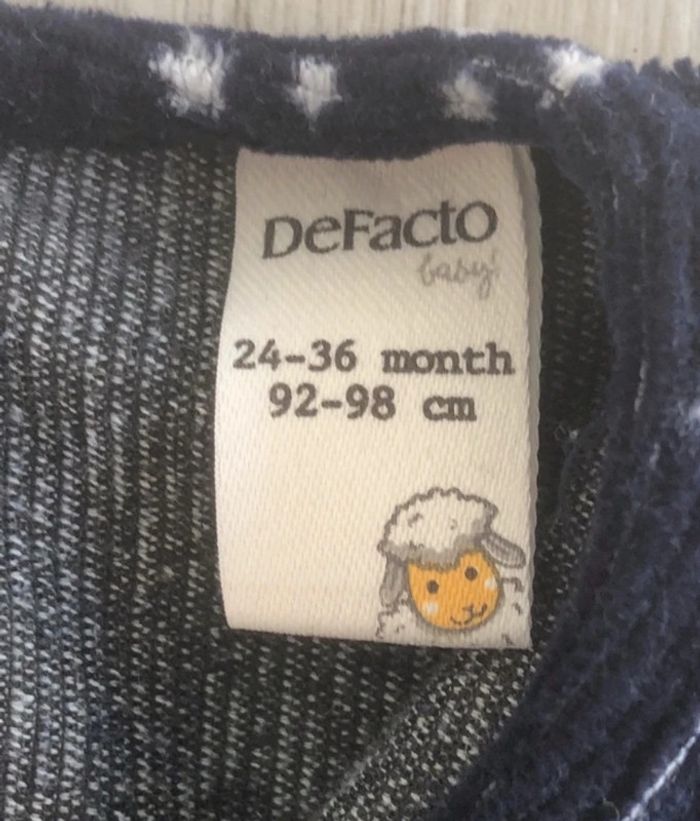 DeFacto
baby!
24-36 month
92-98 cm